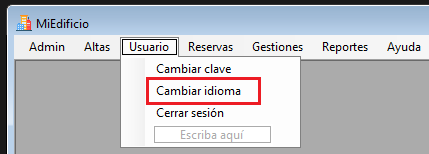 MiEdificio
Admin Altas Usuario Reservas Gestiones Reportes Ayuda
Cambiar clave
Cambiar idioma
Cerrar sesión
Escriba aquí